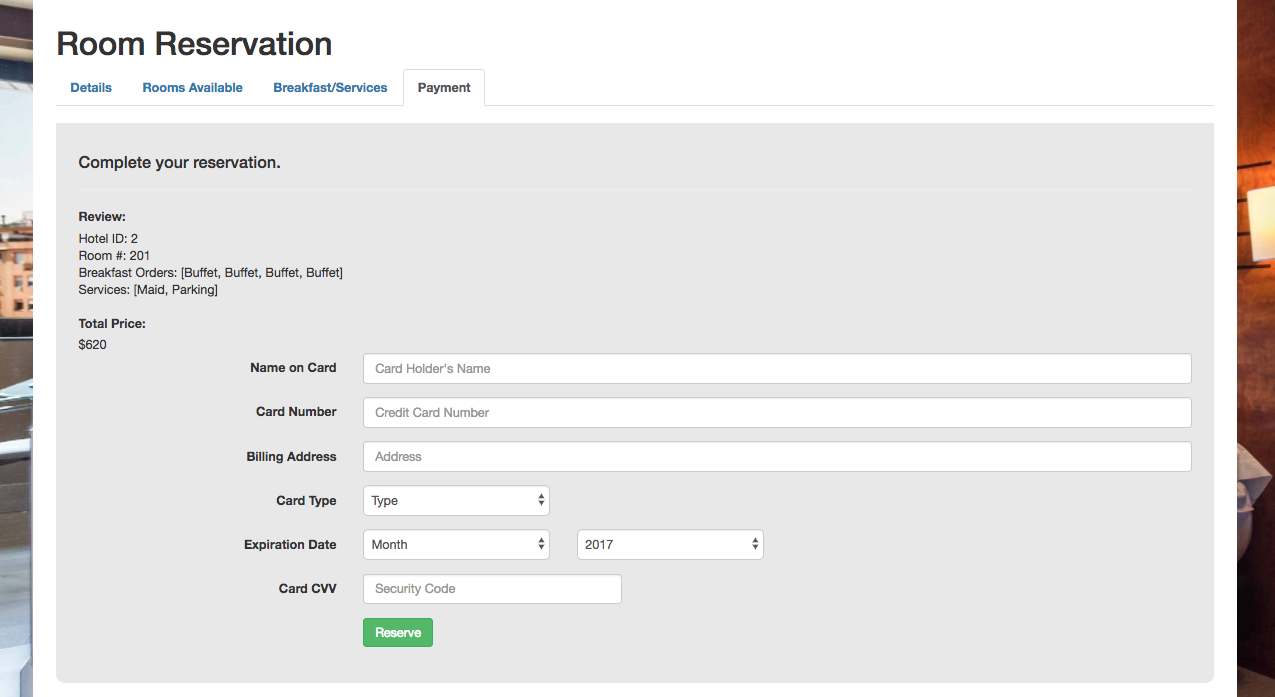 Room Reservation
Details Rooms Available Breakfast/Services Payment
Complete your reservation.
Review:
Hotel ID: 2
Room #: 201
Breakfast Orders: [Buffet, Buffet, Buffet, Buffet]
Services: [Maid, Parking]
Total Price:
$620
Name on Card Card Holder's Name
Card Number Credit Card Number
Billing Address Address
Card Type Type
Expiration Date Month 2017
Card CVV Security Code
Reserve